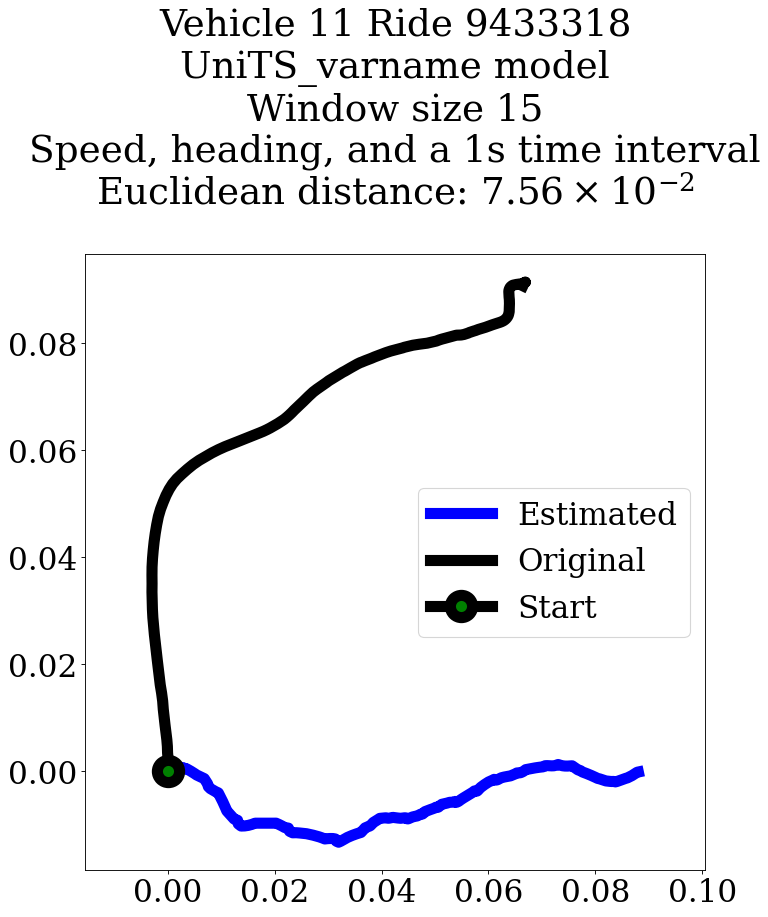 Vehicle 11 Ride 9433318
UniTS_varname model
Window size 15
Speed, heading, and a 1s time interval
Euclidean distance: 7.56 × 10⁻²
0.08
0.06
0.04
0.02
0.00
Estimated
Original
Start
0.00 0.02 0.04 0.06 0.08 0.10